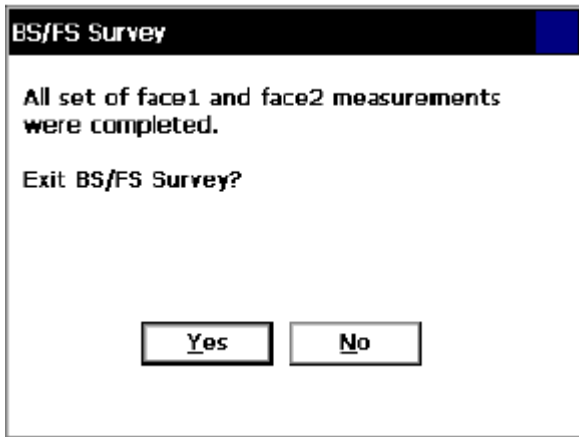 BS/FS Survey
All set of face1 and face2 measurements
were completed.
Exit BS/FS Survey?
Yes No